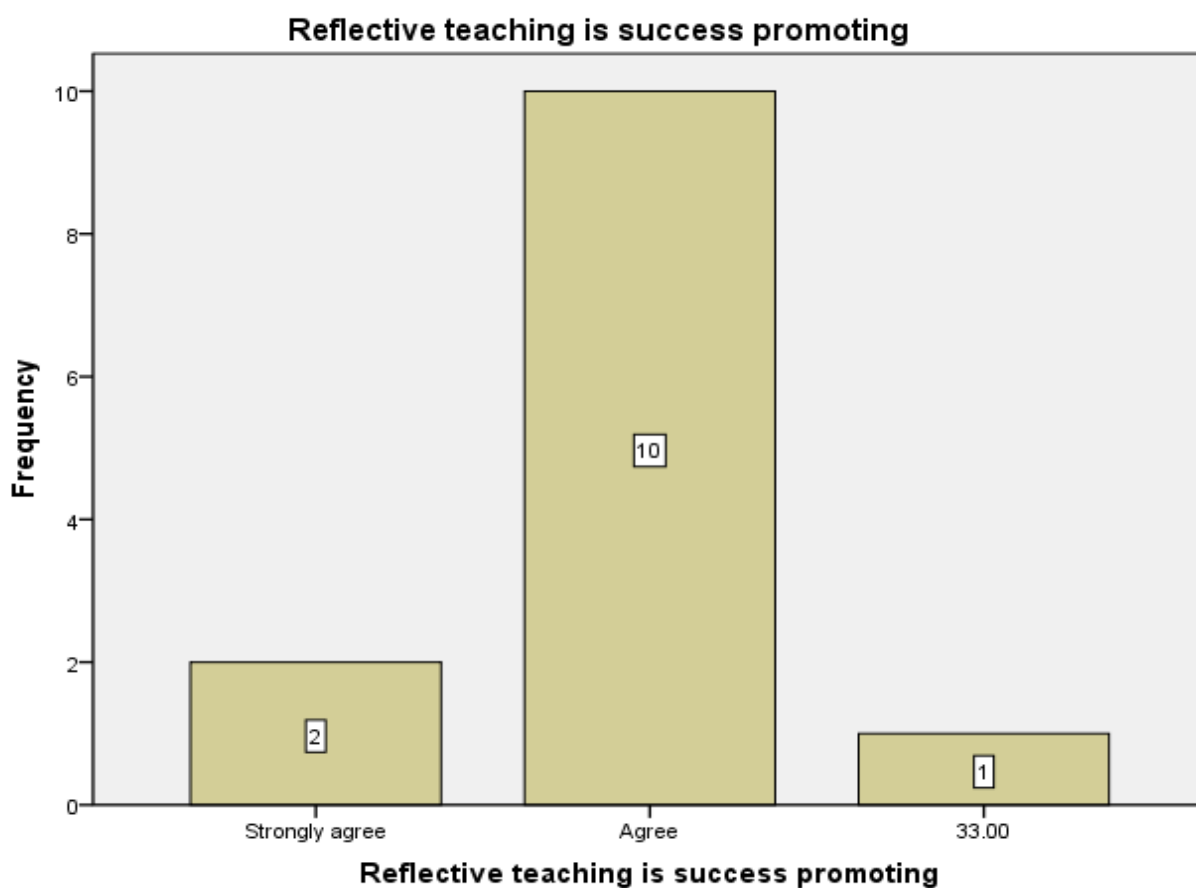 Reflective teaching is success promoting
Frequency
10
8
6
4
2
0
2
10
1
Strongly agree
Agree
33.00
Reflective teaching is success promoting